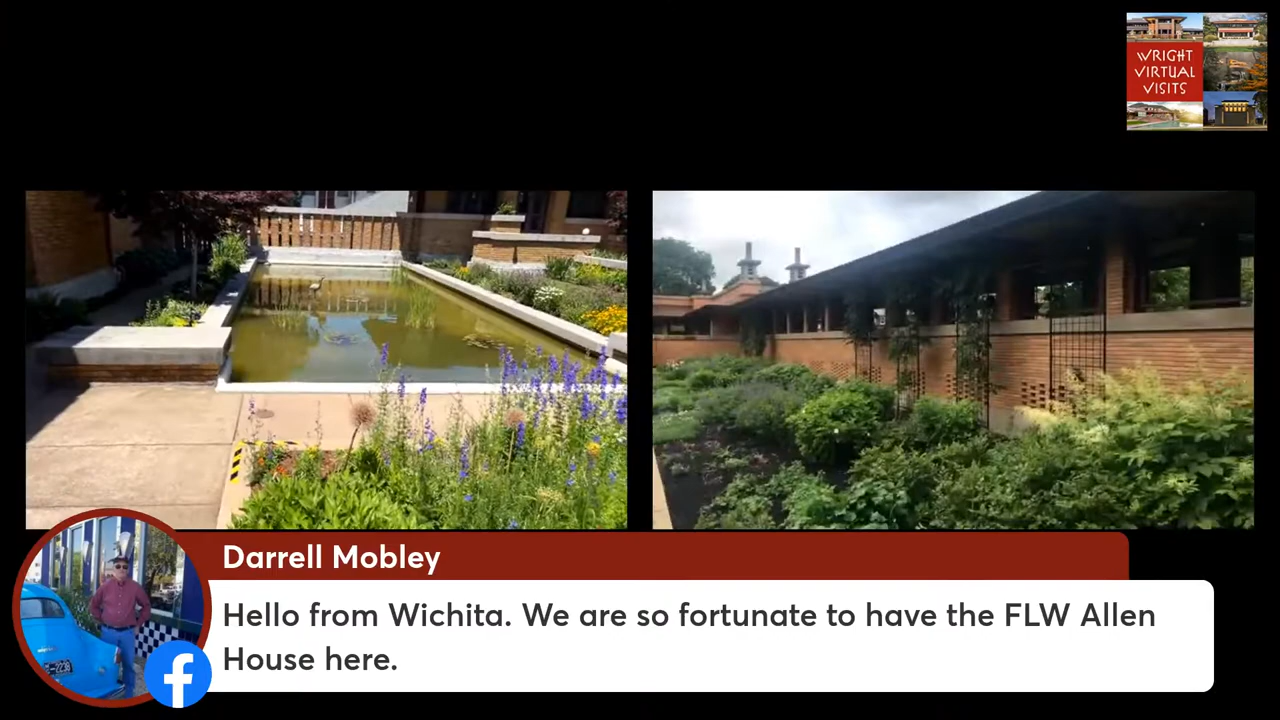 WRIGHT
VIRTUAL
VISITS
Darrell Mobley
Hello from Wichita. We are so fortunate to have the FLW Allen
House here.